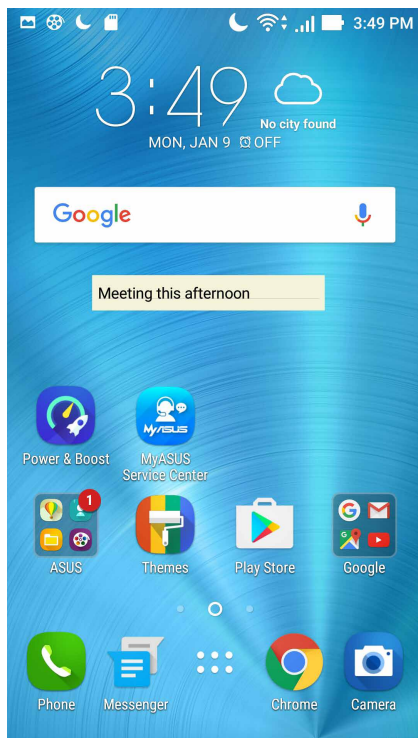 3:49 PM
3:49
No city found
MON, JAN 9 OFF
Google
Meeting this afternoon
Power & Boost
MyASUS
MyASUS
Service Center
1
ASUS
Themes
Play Store
Google
Phone
Messenger
Chrome
Camera